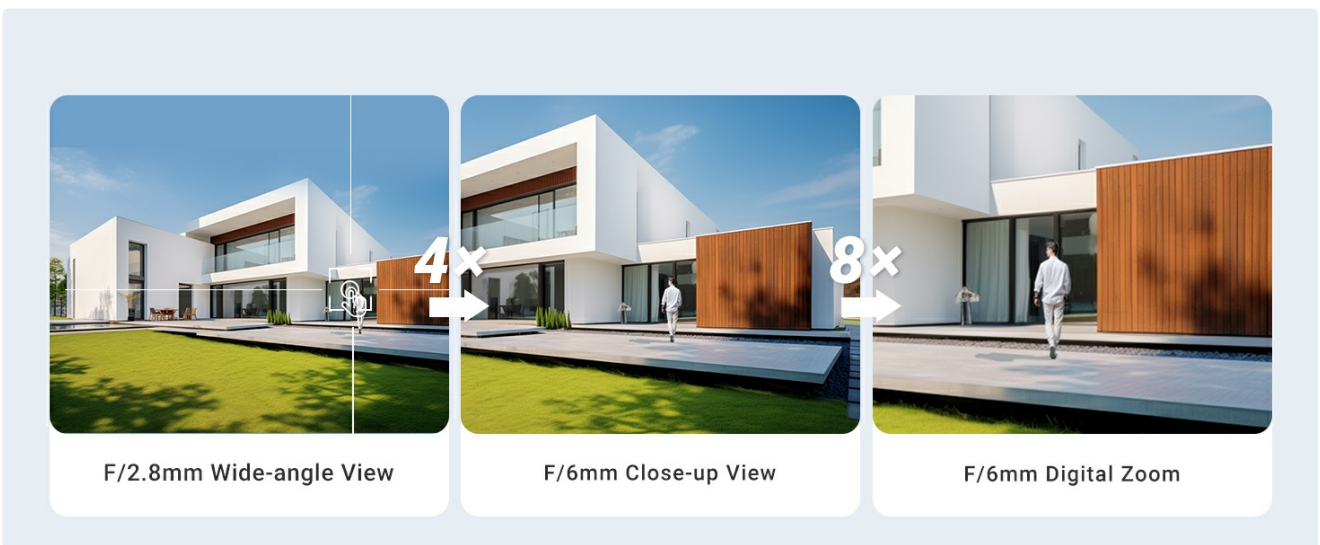 4×
8×
F/2.8mm Wide-angle View
F/6mm Close-up View
F/6mm Digital Zoom